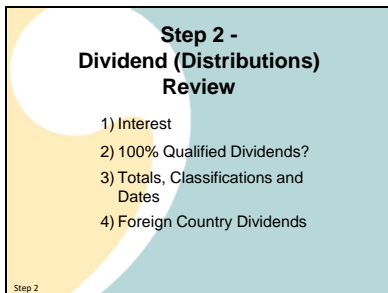 Step 2 -
Dividend (Distributions)
Review
1) Interest
2) 100% Qualified Dividends?
3) Totals, Classifications and
Dates
4) Foreign Country Dividends
Step 2